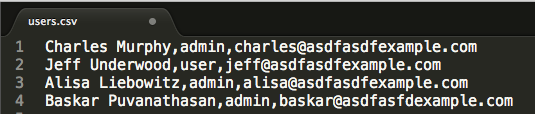 users.csv
1 Charles Murphy,admin,charles@asdfasdfexample.com
2 Jeff Underwood,user,jeff@asdfasdfexample.com
3 Alisa Liebowitz,admin,alisa@asdfasfdexample.com
4 Baskar Puvanathasan,admin,baskar@asdfasfdexample.com